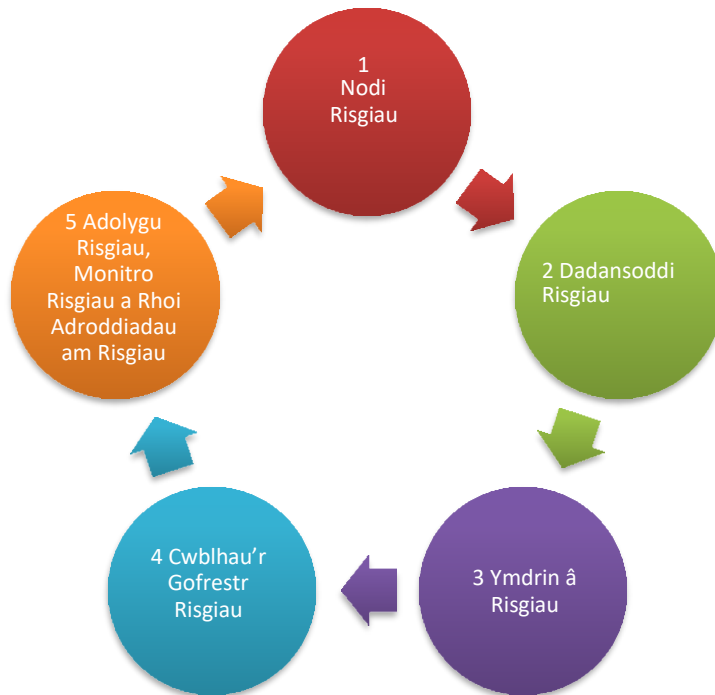 1
Nodi
Risgiau
2 Dadansoddi
Risgiau
3 Ymdrin â
Risgiau
4 Cwblhau’r
Gofrestr
Risgiau
5 Adolygu
Risgiau,
Monitro
Risgiau a Rhoi
Adroddiadau
am Risgiau